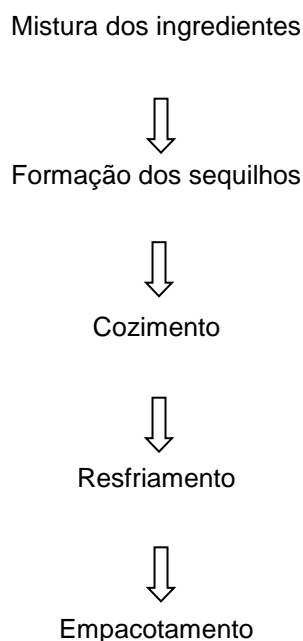 Mistura dos ingredientes
Formação dos sequilhos
Cozimento
Resfriamento
Empacotamento